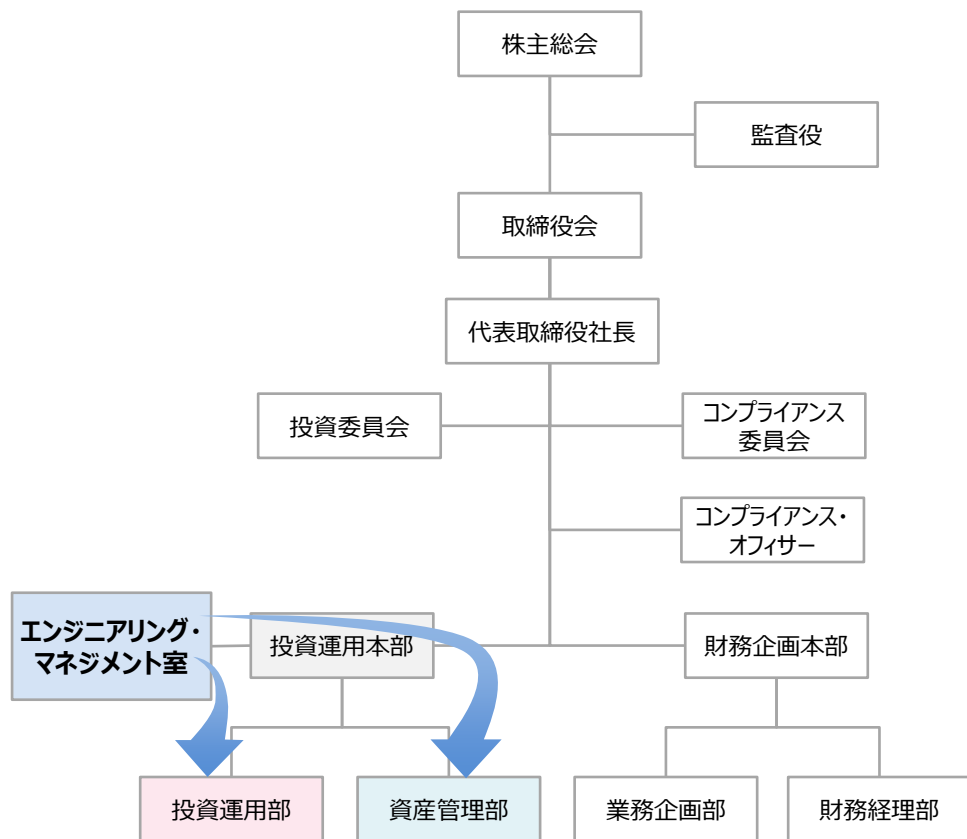 株主総会
監査役
取締役会
代表取締役社長
投資委員会
コンプライアンス
委員会
コンプライアンス・
オフィサー
エンジニアリング・
マネジメント室
投資運用本部
財務企画本部
投資運用部
資産管理部
業務企画部
財務経理部